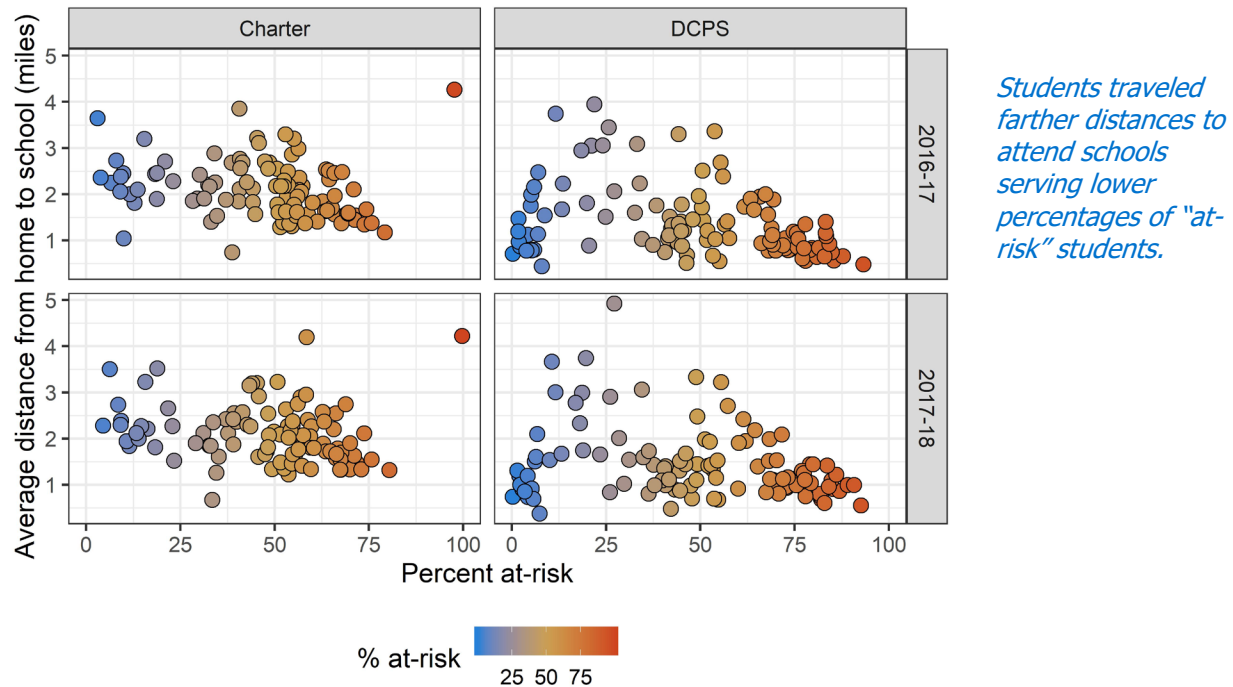 Charter
DCPS
Average distance from home to school (miles)
5
4
3
2
1
2016-17
5
4
3
2
1
2017-18
0 25 50 75 100
0 25 50 75 100
Percent at-risk
% at-risk
25 50 75
Students traveled
farther distances to
attend schools
serving lower
percentages of “at-
risk” students.